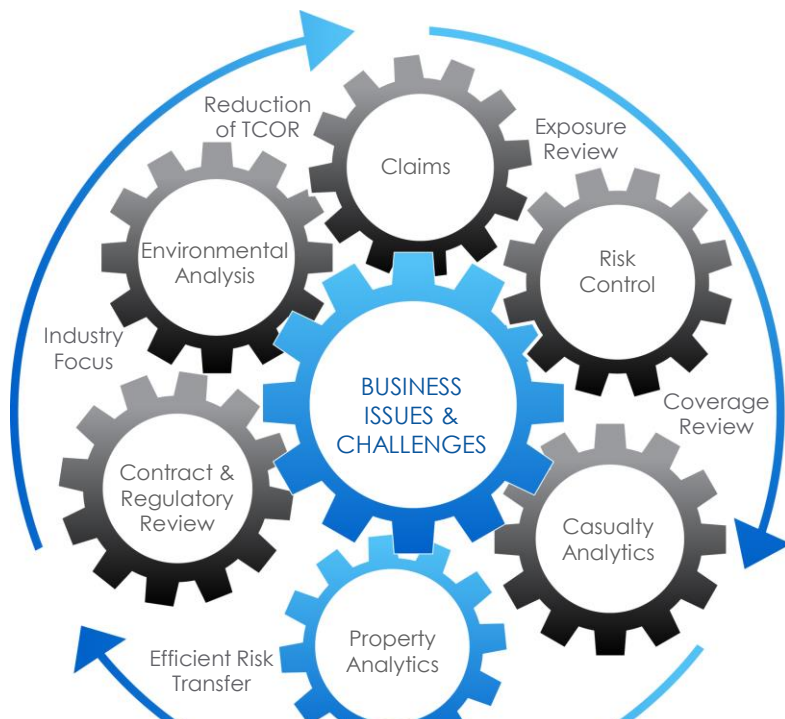 Reduction
of TCOR
Claims
Exposure
Review
Environmental
Analysis
Risk
Control
Industry
Focus
BUSINESS
ISSUES &
CHALLENGES
Coverage
Review
Contract &
Regulatory
Review
Casualty
Analytics
Property
Analytics
Efficient Risk
Transfer